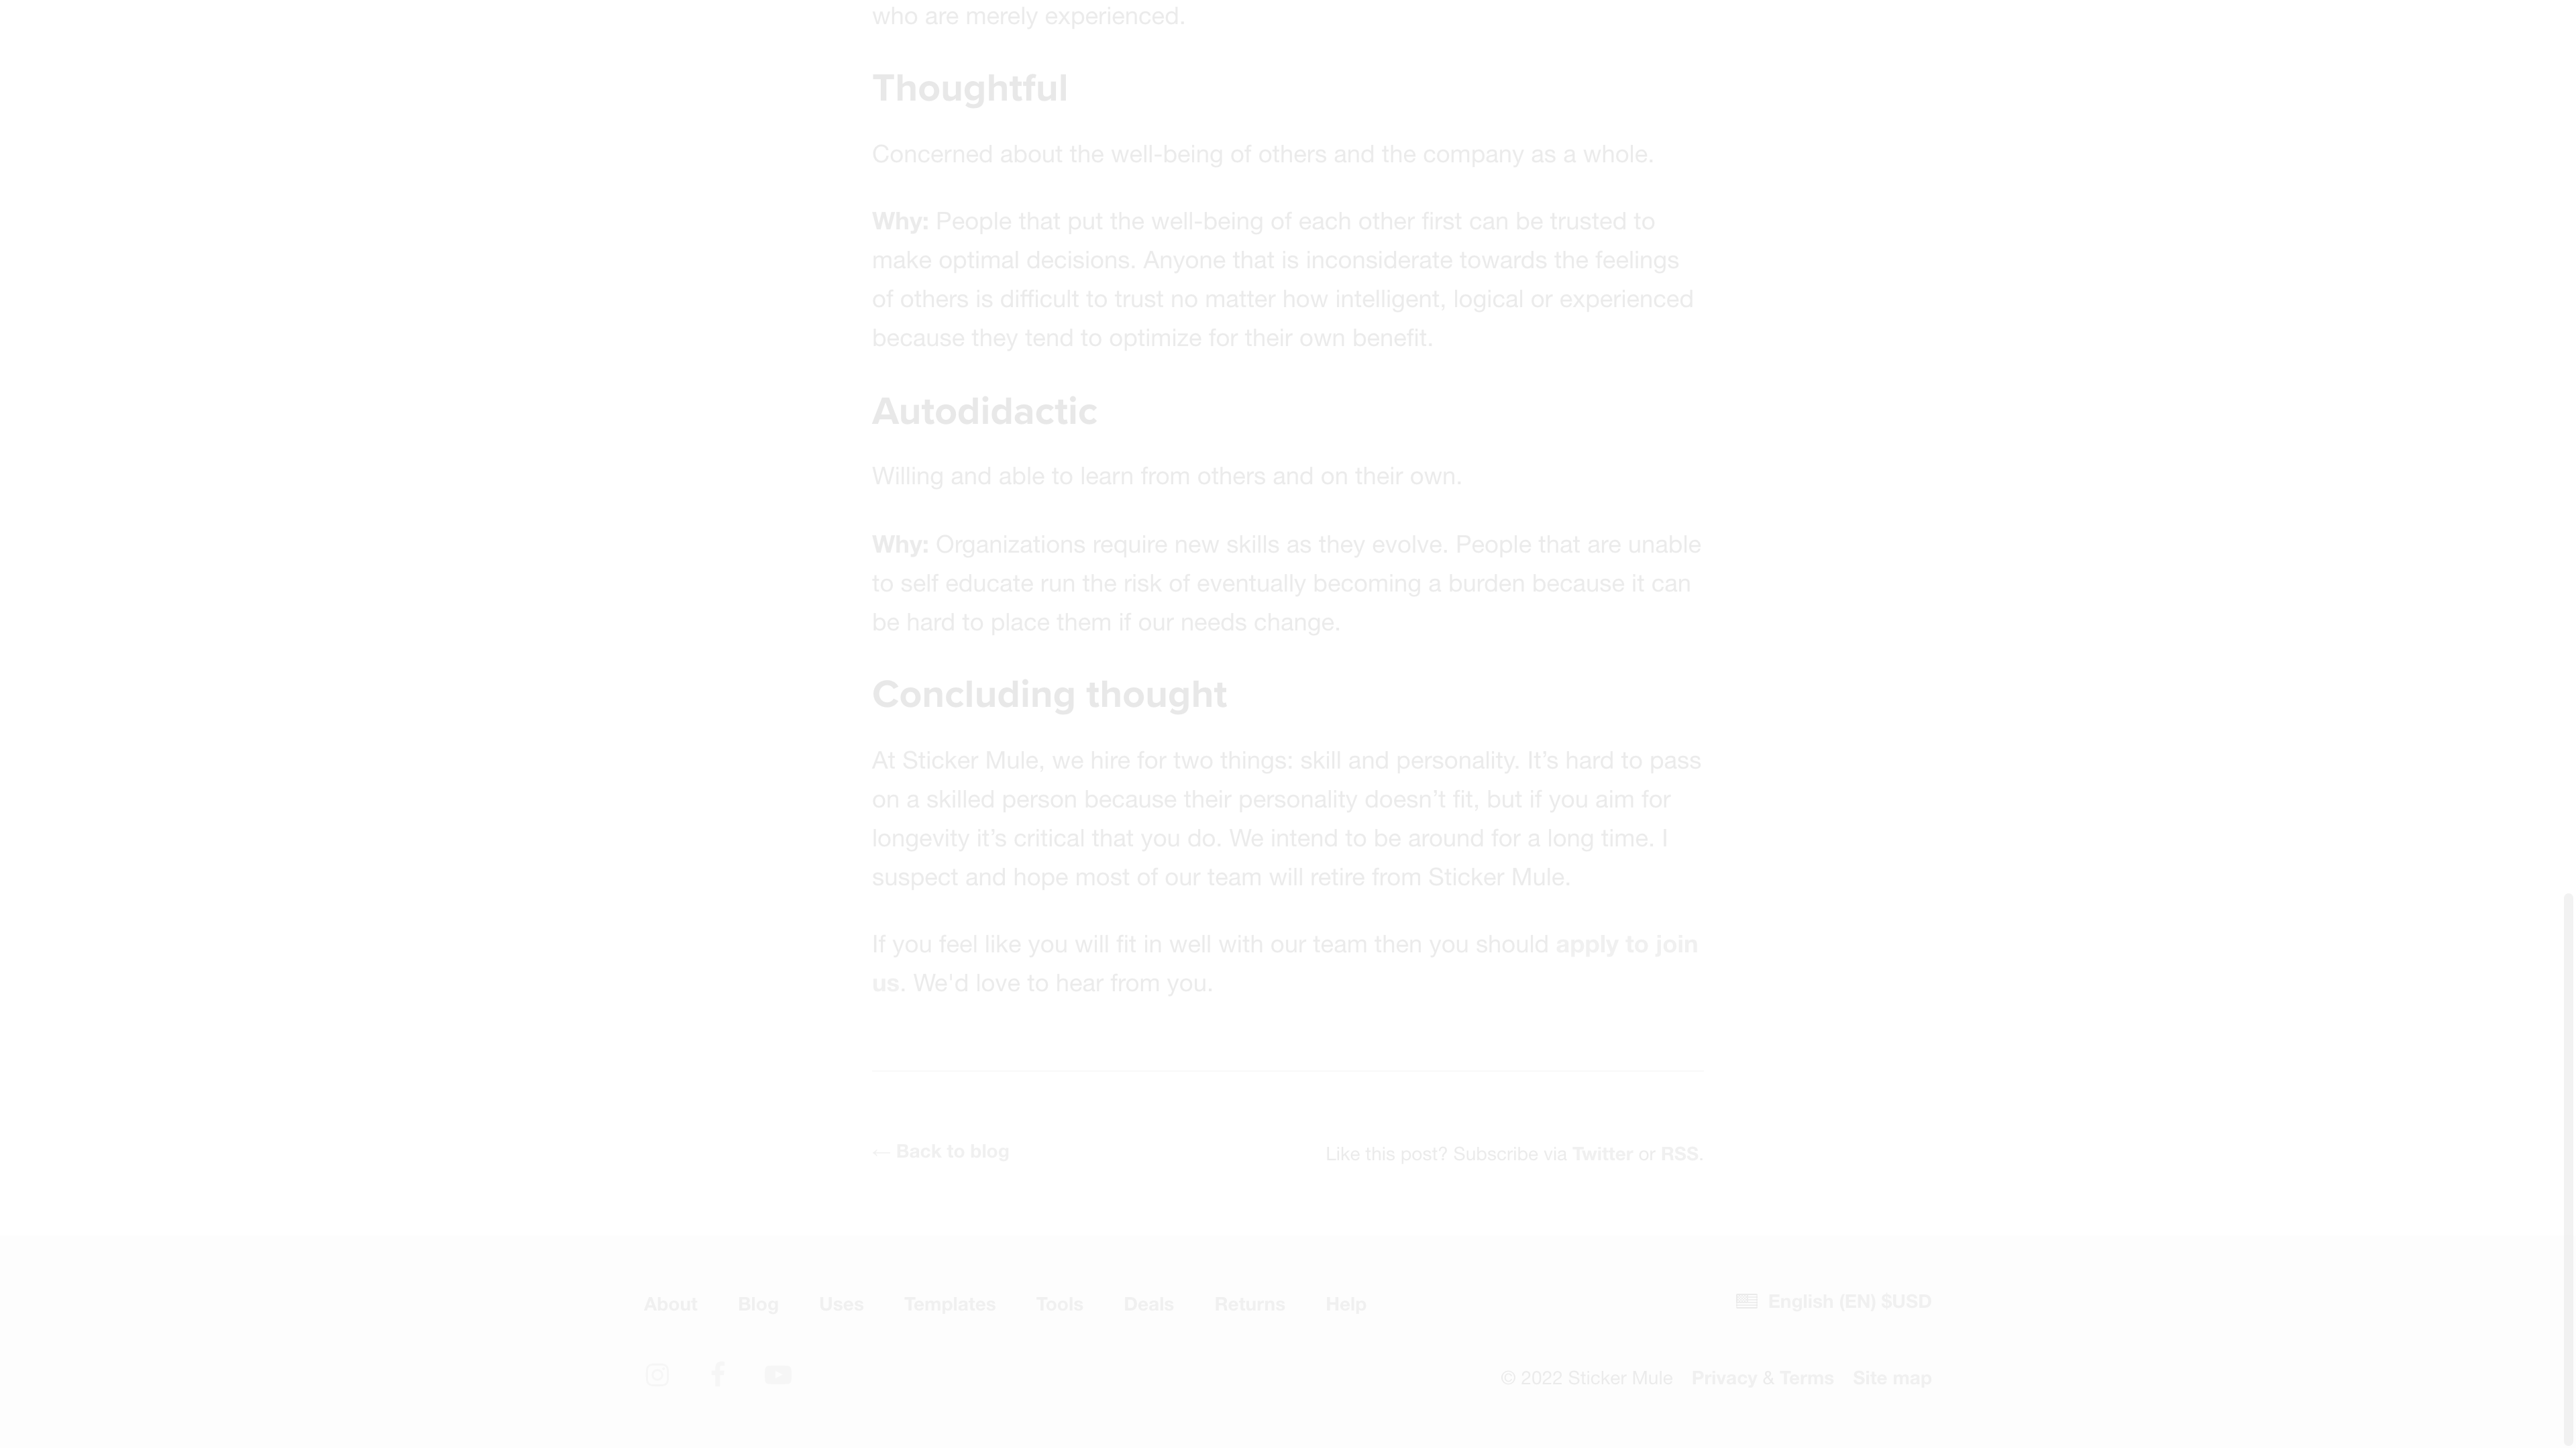 who are merely experienced.
Thoughtful
Concerned about the well-being of others and the company as a whole.
Why: People that put the well-being of each other first can be trusted to
make optimal decisions. Anyone that is inconsiderate towards the feelings
of others is difficult to trust no matter how intelligent, logical or experienced
because they tend to optimize for their own benefit.
Autodidactic
Willing and able to learn from others and on their own.
Why: Organizations require new skills as they evolve. People that are unable
to self educate run the risk of eventually becoming a burden because it can
be hard to place them if our needs change.
Concluding thought
At Sticker Mule, we hire for two things: skill and personality. It’s hard to pass
on a skilled person because their personality doesn’t fit, but if you aim for
longevity it’s critical that you do. We intend to be around for a long time. I
suspect and hope most of our team will retire from Sticker Mule.
If you feel like you will fit in well with our team then you should apply to join
us. We'd love to hear from you.
← Back to blog Like this post? Subscribe via Twitter or RSS.
About Blog Uses Templates Tools Deals Returns Help English (EN) $USD
© 2022 Sticker Mule Privacy & Terms Site map